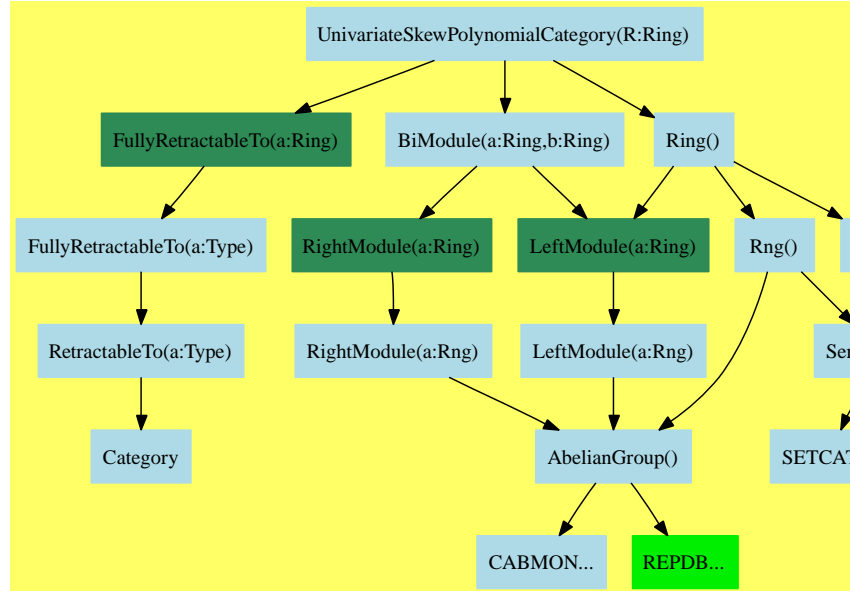 UnivariateSkewPolynomialCategory(R:Ring)
FullyRetractableTo(a:Ring)
BiModule(a:Ring,b:Ring)
Ring()
FullyRetractableTo(a:Type)
RightModule(a:Ring)
LeftModule(a:Ring)
Rng()
RetractableTo(a:Type)
RightModule(a:Rng)
LeftModule(a:Rng)
Category
AbelianGroup()
SETCAT
CABMON...
REPDB...